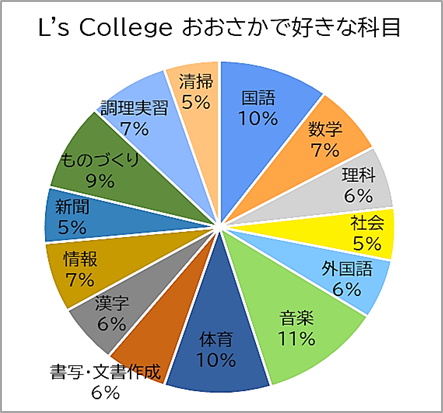 L's College おおさかで好きな科目
国語
10%
数学
7%
理科
6%
社会
5%
外国語
6%
音楽
11%
体育
10%
書写・文書作成
6%
漢字
6%
情報
7%
新聞
5%
ものづくり
9%
調理実習
7%
清掃
5%